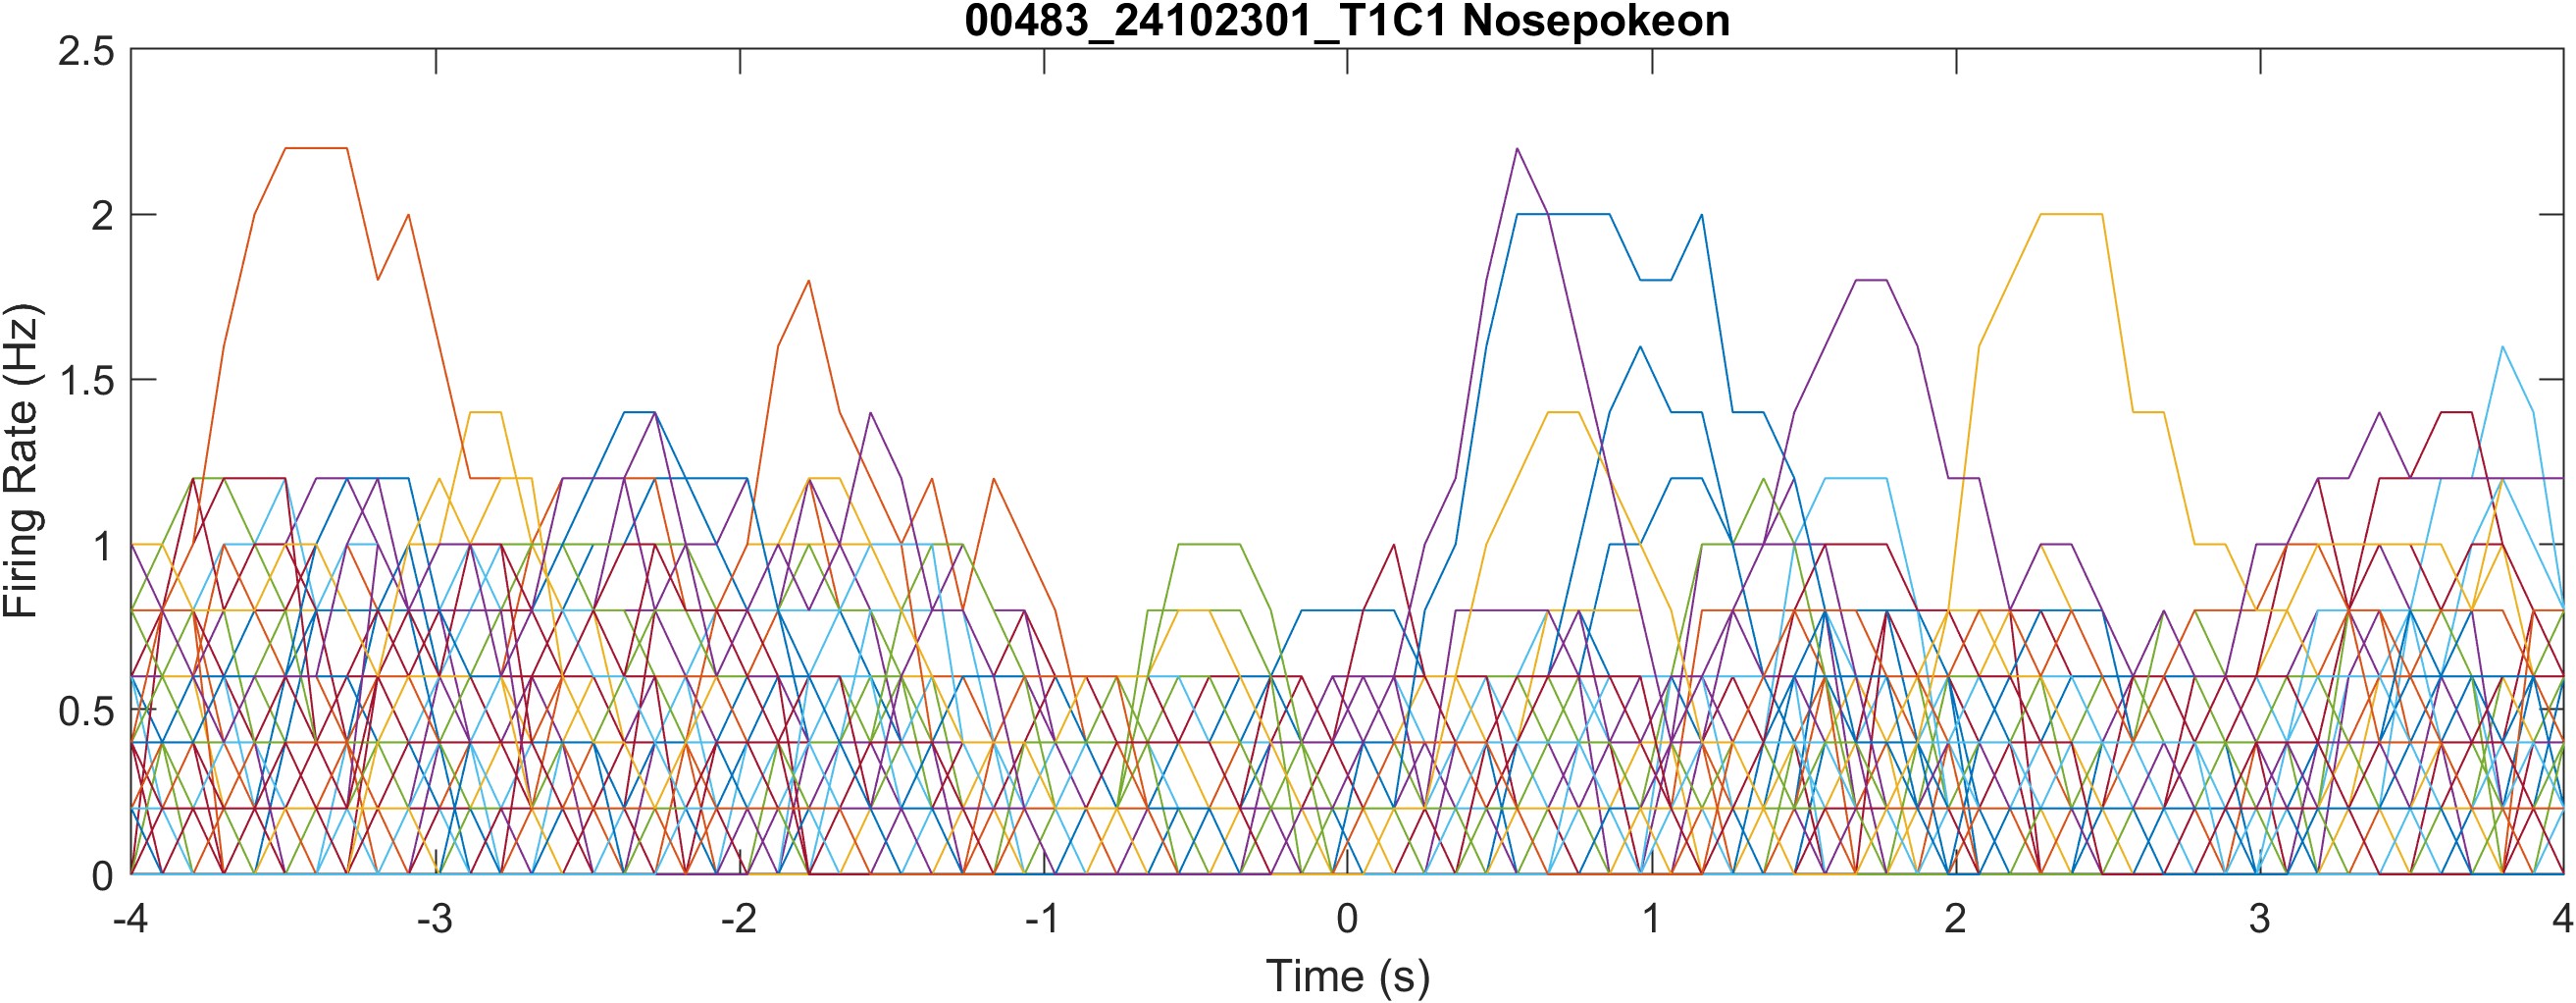 00483_24102301_T1C1 Nosepokeon
2.5
2
1.5
1
0.5
0
Firing Rate (Hz)
-4 -3 -2 -1 0 1 2 3 4
Time (s)